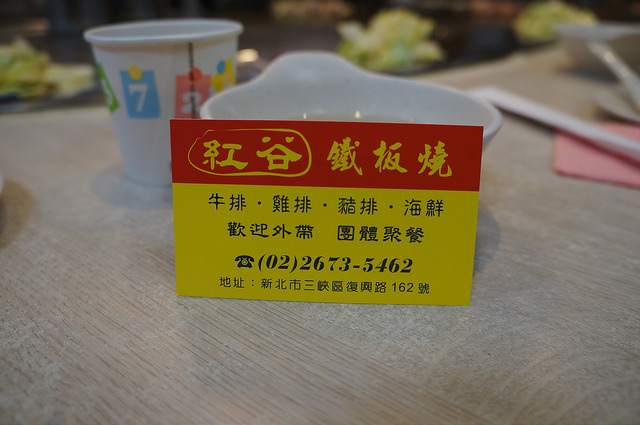 紅谷 鐵板燒
牛排・雞排・豬排・海鮮
歡迎外帶 團體聚餐
☎(02)2673-5462
地址：新北市三峽區復興路162號
7
2